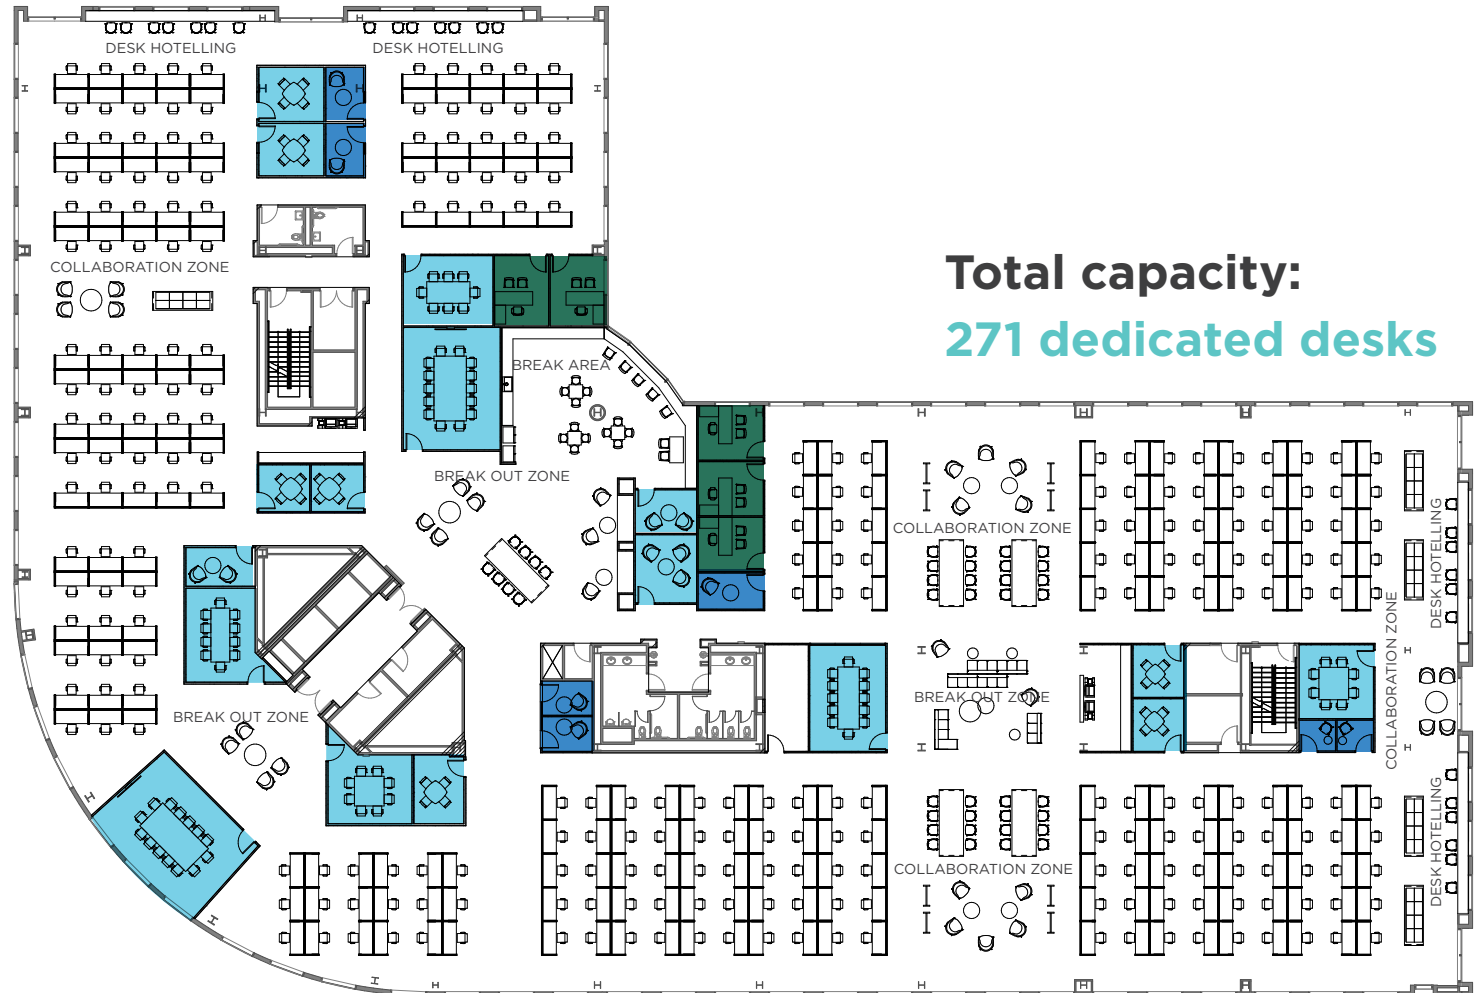 DESK HOTELLING
DESK HOTELLING
COLLABORATION ZONE
Total capacity:
271 dedicated desks
BREAK AREA
BREAK OUT ZONE
COLLABORATION ZONE
DESK HOTELLING
COLLABORATION ZONE
BREAK OUT ZONE
BREAK OUT ZONE
DESK HOTELLING
COLLABORATION ZONE